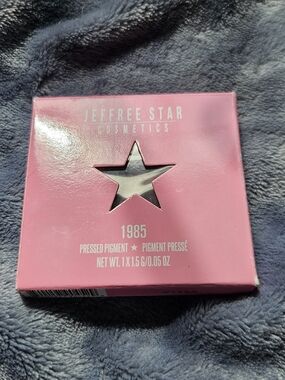 JEFFREE STAR
COSMETICS
1985
PRESSED PIGMENT ★ PIGMENT PRESSÉ
NET WT. 1 X 1.5 G/0.05 OZ